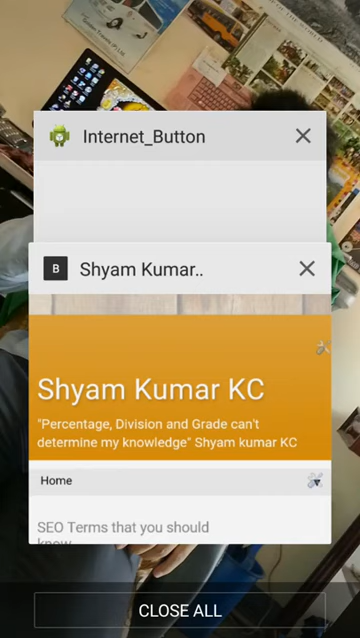 Internet_Button
B
Shyam Kumar..
Shyam Kumar KC
"Percentage, Division and Grade can't
determine my knowledge" Shyam kumar KC
Home
SEO Terms that you should
know
CLOSE ALL